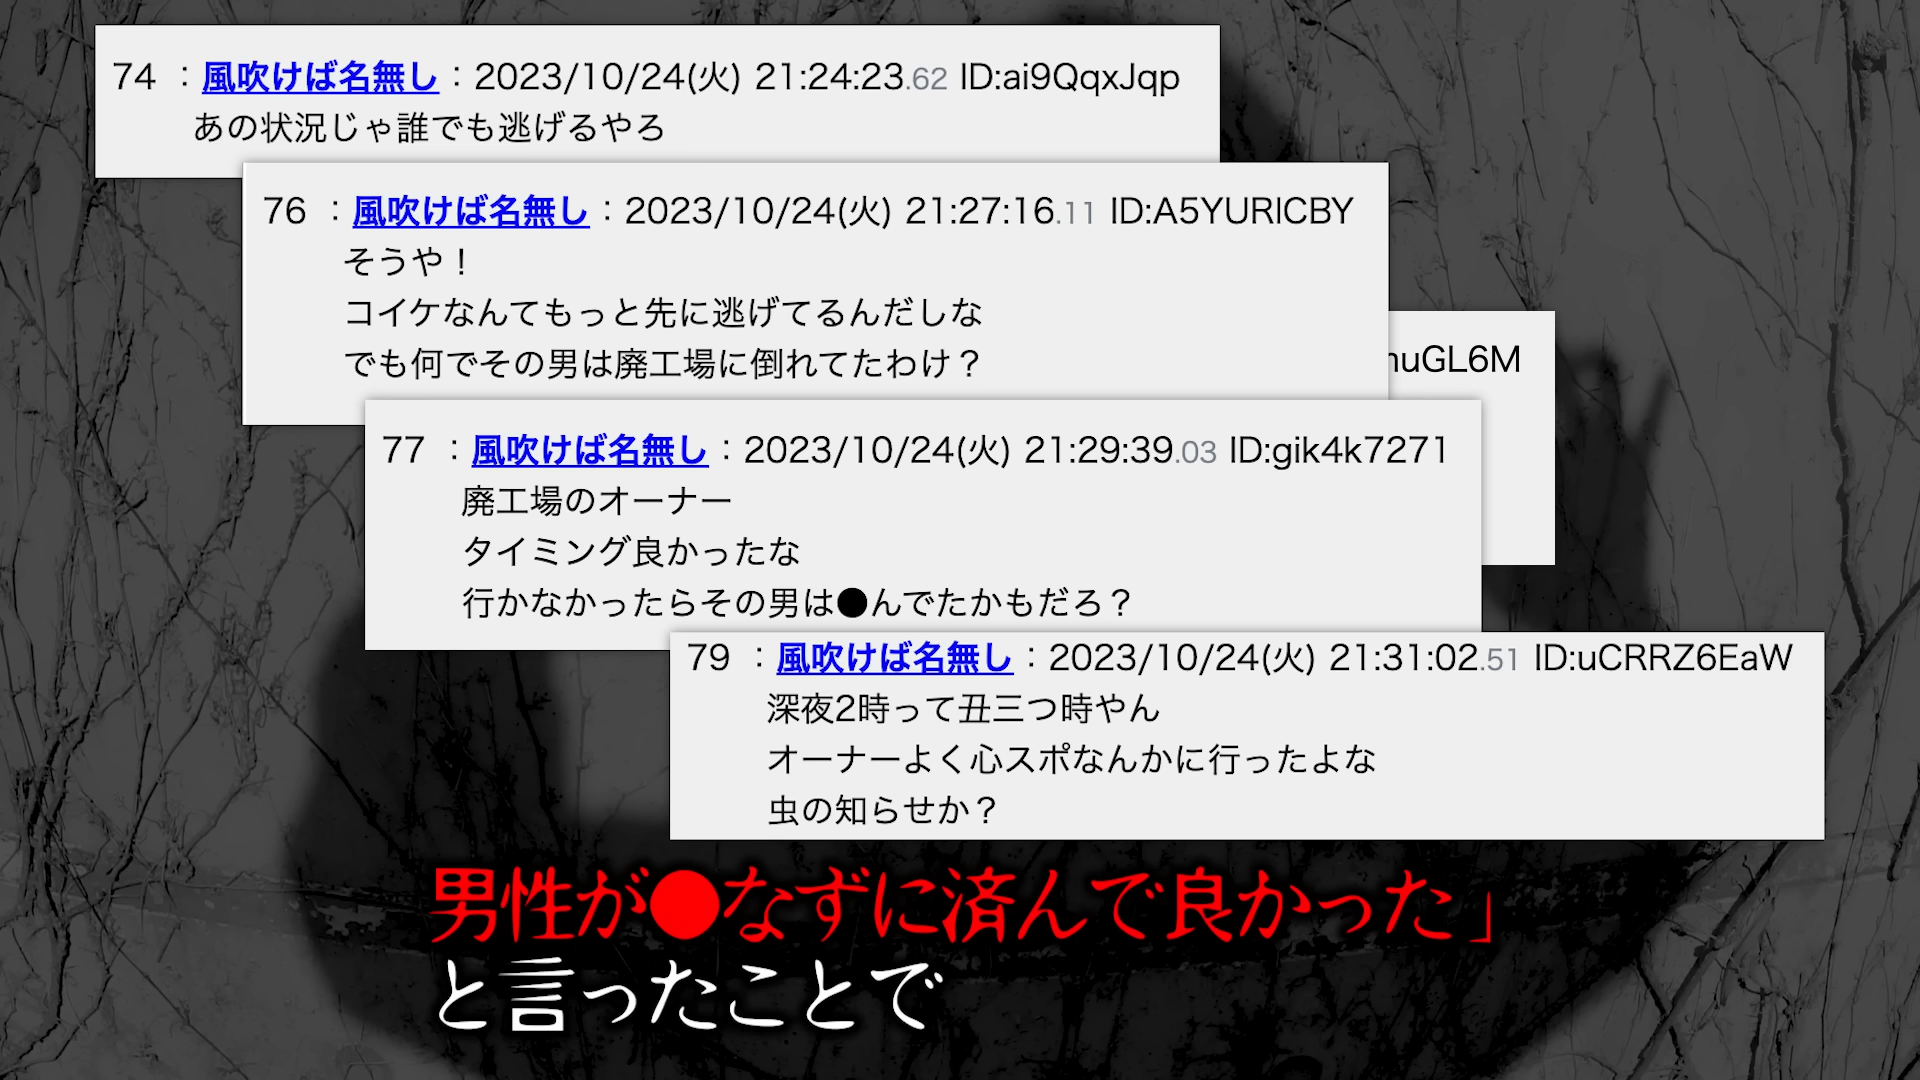 74 ：風吹けば名無し：2023/10/24(火) 21:24:23.62 ID:ai9QqxJqp
あの状況じゃ誰でも逃げるやろ
76 ：風吹けば名無し：2023/10/24(火) 21:27:16.11 ID:A5YURlCBY
そうや！
コイケなんてもっと先に逃げてるんだしな
でも何でその男は廃工場に倒れてたわけ？
uGL6M
77 ：風吹けば名無し：2023/10/24(火) 21:29:39.03 ID:gik4k7271
廃工場のオーナー
タイミング良かったな
行かなかったらその男は●んでたかもだろ？
79 ：風吹けば名無し：2023/10/24(火) 21:31:02.51 ID:uCRRZ6EaW
深夜2時って丑三つ時やん
オーナーよく心スポなんかに行ったよな
虫の知らせか？
男性が●なずに済んで良かった」
と言ったことで